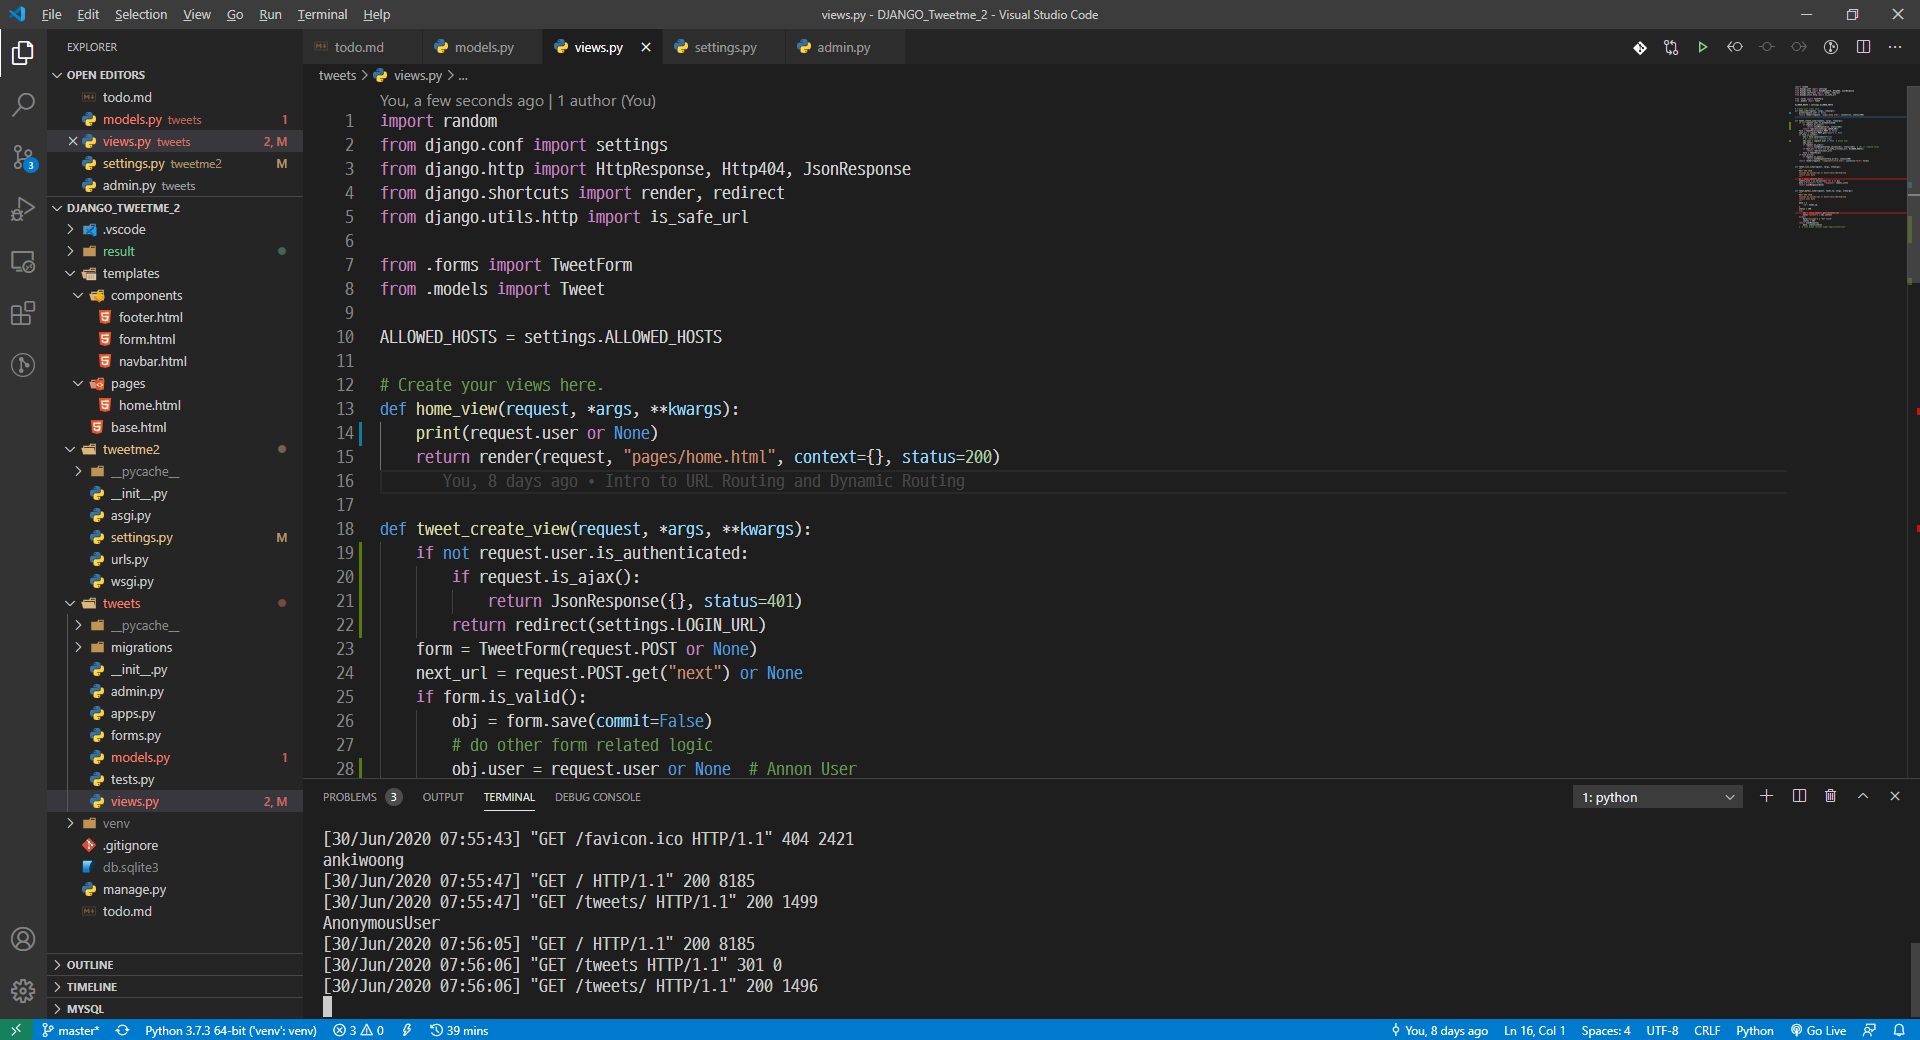 File Edit Selection View Go Run Terminal Help
views.py - DJANGO_Tweetme_2 - Visual Studio Code
EXPLORER
OPEN EDITORS
todo.md
models.py tweets 1
views.py tweets 2, M
settings.py tweetme2 M
admin.py tweets
DJANGO_TWEETME_2
.vscode
result
templates
components
footer.html
form.html
navbar.html
pages
home.html
base.html
tweetme2
__pycache__
__init__.py
asgi.py
settings.py M
urls.py
wsgi.py
tweets
__pycache__
migrations
__init__.py
admin.py
apps.py
forms.py
models.py 1
tests.py
views.py 2, M
venv
.gitignore
db.sqlite3
manage.py
todo.md
OUTLINE
TIMELINE
MYSQL
3
todo.md models.py views.py settings.py admin.py
tweets > views.py > ...
You, a few seconds ago | 1 author (You)
1 import random
2 from django.conf import settings
3 from django.http import HttpResponse, Http404, JsonResponse
4 from django.shortcuts import render, redirect
5 from django.utils.http import is_safe_url
6
7 from .forms import TweetForm
8 from .models import Tweet
9
10 ALLOWED_HOSTS = settings.ALLOWED_HOSTS
11
12 # Create your views here.
13 def home_view(request, *args, **kwargs):
14 print(request.user or None)
15 return render(request, "pages/home.html", context={}, status=200)
16 You, 8 days ago • Intro to URL Routing and Dynamic Routing
17
18 def tweet_create_view(request, *args, **kwargs):
19 if not request.user.is_authenticated:
20 if request.is_ajax():
21 return JsonResponse({}, status=401)
22 return redirect(settings.LOGIN_URL)
23 form = TweetForm(request.POST or None)
24 next_url = request.POST.get("next") or None
25 if form.is_valid():
26 obj = form.save(commit=False)
27 # do other form related logic
28 obj.user = request.user or None # Annon User
PROBLEMS 3 OUTPUT TERMINAL DEBUG CONSOLE
1: python
[30/Jun/2020 07:55:43] "GET /favicon.ico HTTP/1.1" 404 2421
ankiwoong
[30/Jun/2020 07:55:47] "GET / HTTP/1.1" 200 8185
[30/Jun/2020 07:55:47] "GET /tweets/ HTTP/1.1" 200 1499
AnonymousUser
[30/Jun/2020 07:56:05] "GET / HTTP/1.1" 200 8185
[30/Jun/2020 07:56:06] "GET /tweets HTTP/1.1" 301 0
[30/Jun/2020 07:56:06] "GET /tweets/ HTTP/1.1" 200 1496
master* Python 3.7.3 64-bit ('venv': venv) 3 0 39 mins
You, 8 days ago Ln 16, Col 1 Spaces: 4 UTF-8 CRLF Python Go Live